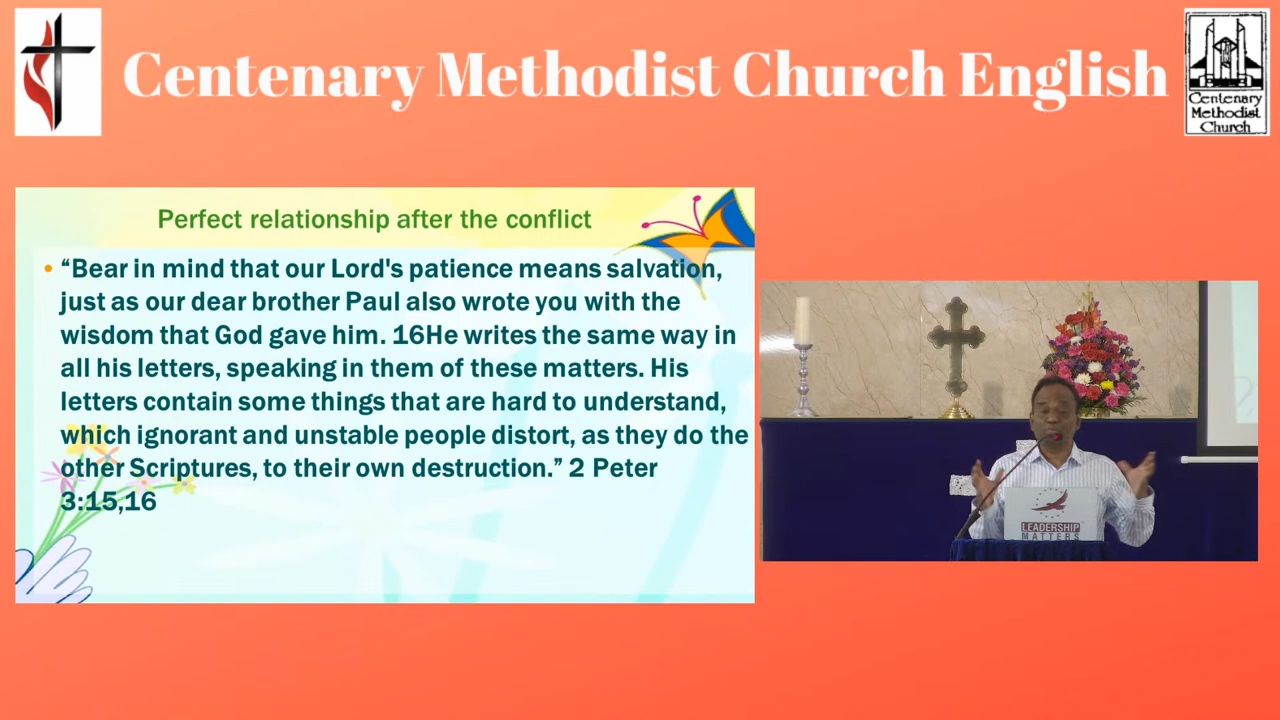 Centenary Methodist Church English
Centenary
Methodist
Church
Perfect relationship after the conflict
• “Bear in mind that our Lord's patience means salvation,
just as our dear brother Paul also wrote you with the
wisdom that God gave him. 16He writes the same way in
all his letters, speaking in them of these matters. His
letters contain some things that are hard to understand,
which ignorant and unstable people distort, as they do the
other Scriptures, to their own destruction.” 2 Peter
3:15,16
LEADERSHIP
MATTERS